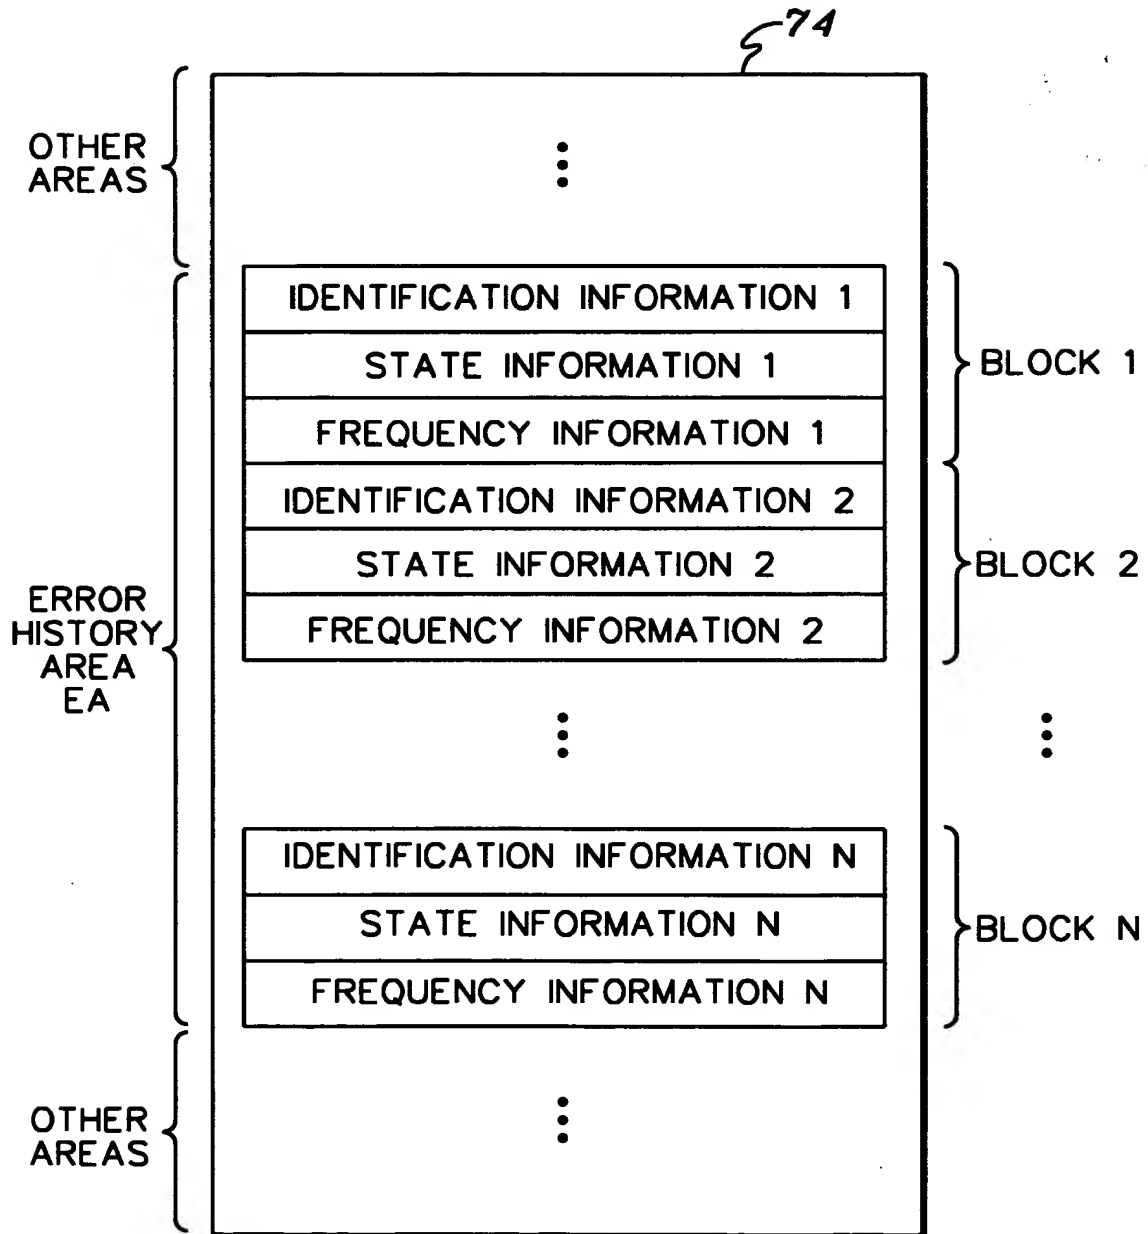 74
OTHER
AREAS
IDENTIFICATION INFORMATION 1
STATE INFORMATION 1
FREQUENCY INFORMATION 1
BLOCK 1
IDENTIFICATION INFORMATION 2
STATE INFORMATION 2
FREQUENCY INFORMATION 2
BLOCK 2
ERROR
HISTORY
AREA
EA
IDENTIFICATION INFORMATION N
STATE INFORMATION N
FREQUENCY INFORMATION N
BLOCK N
OTHER
AREAS